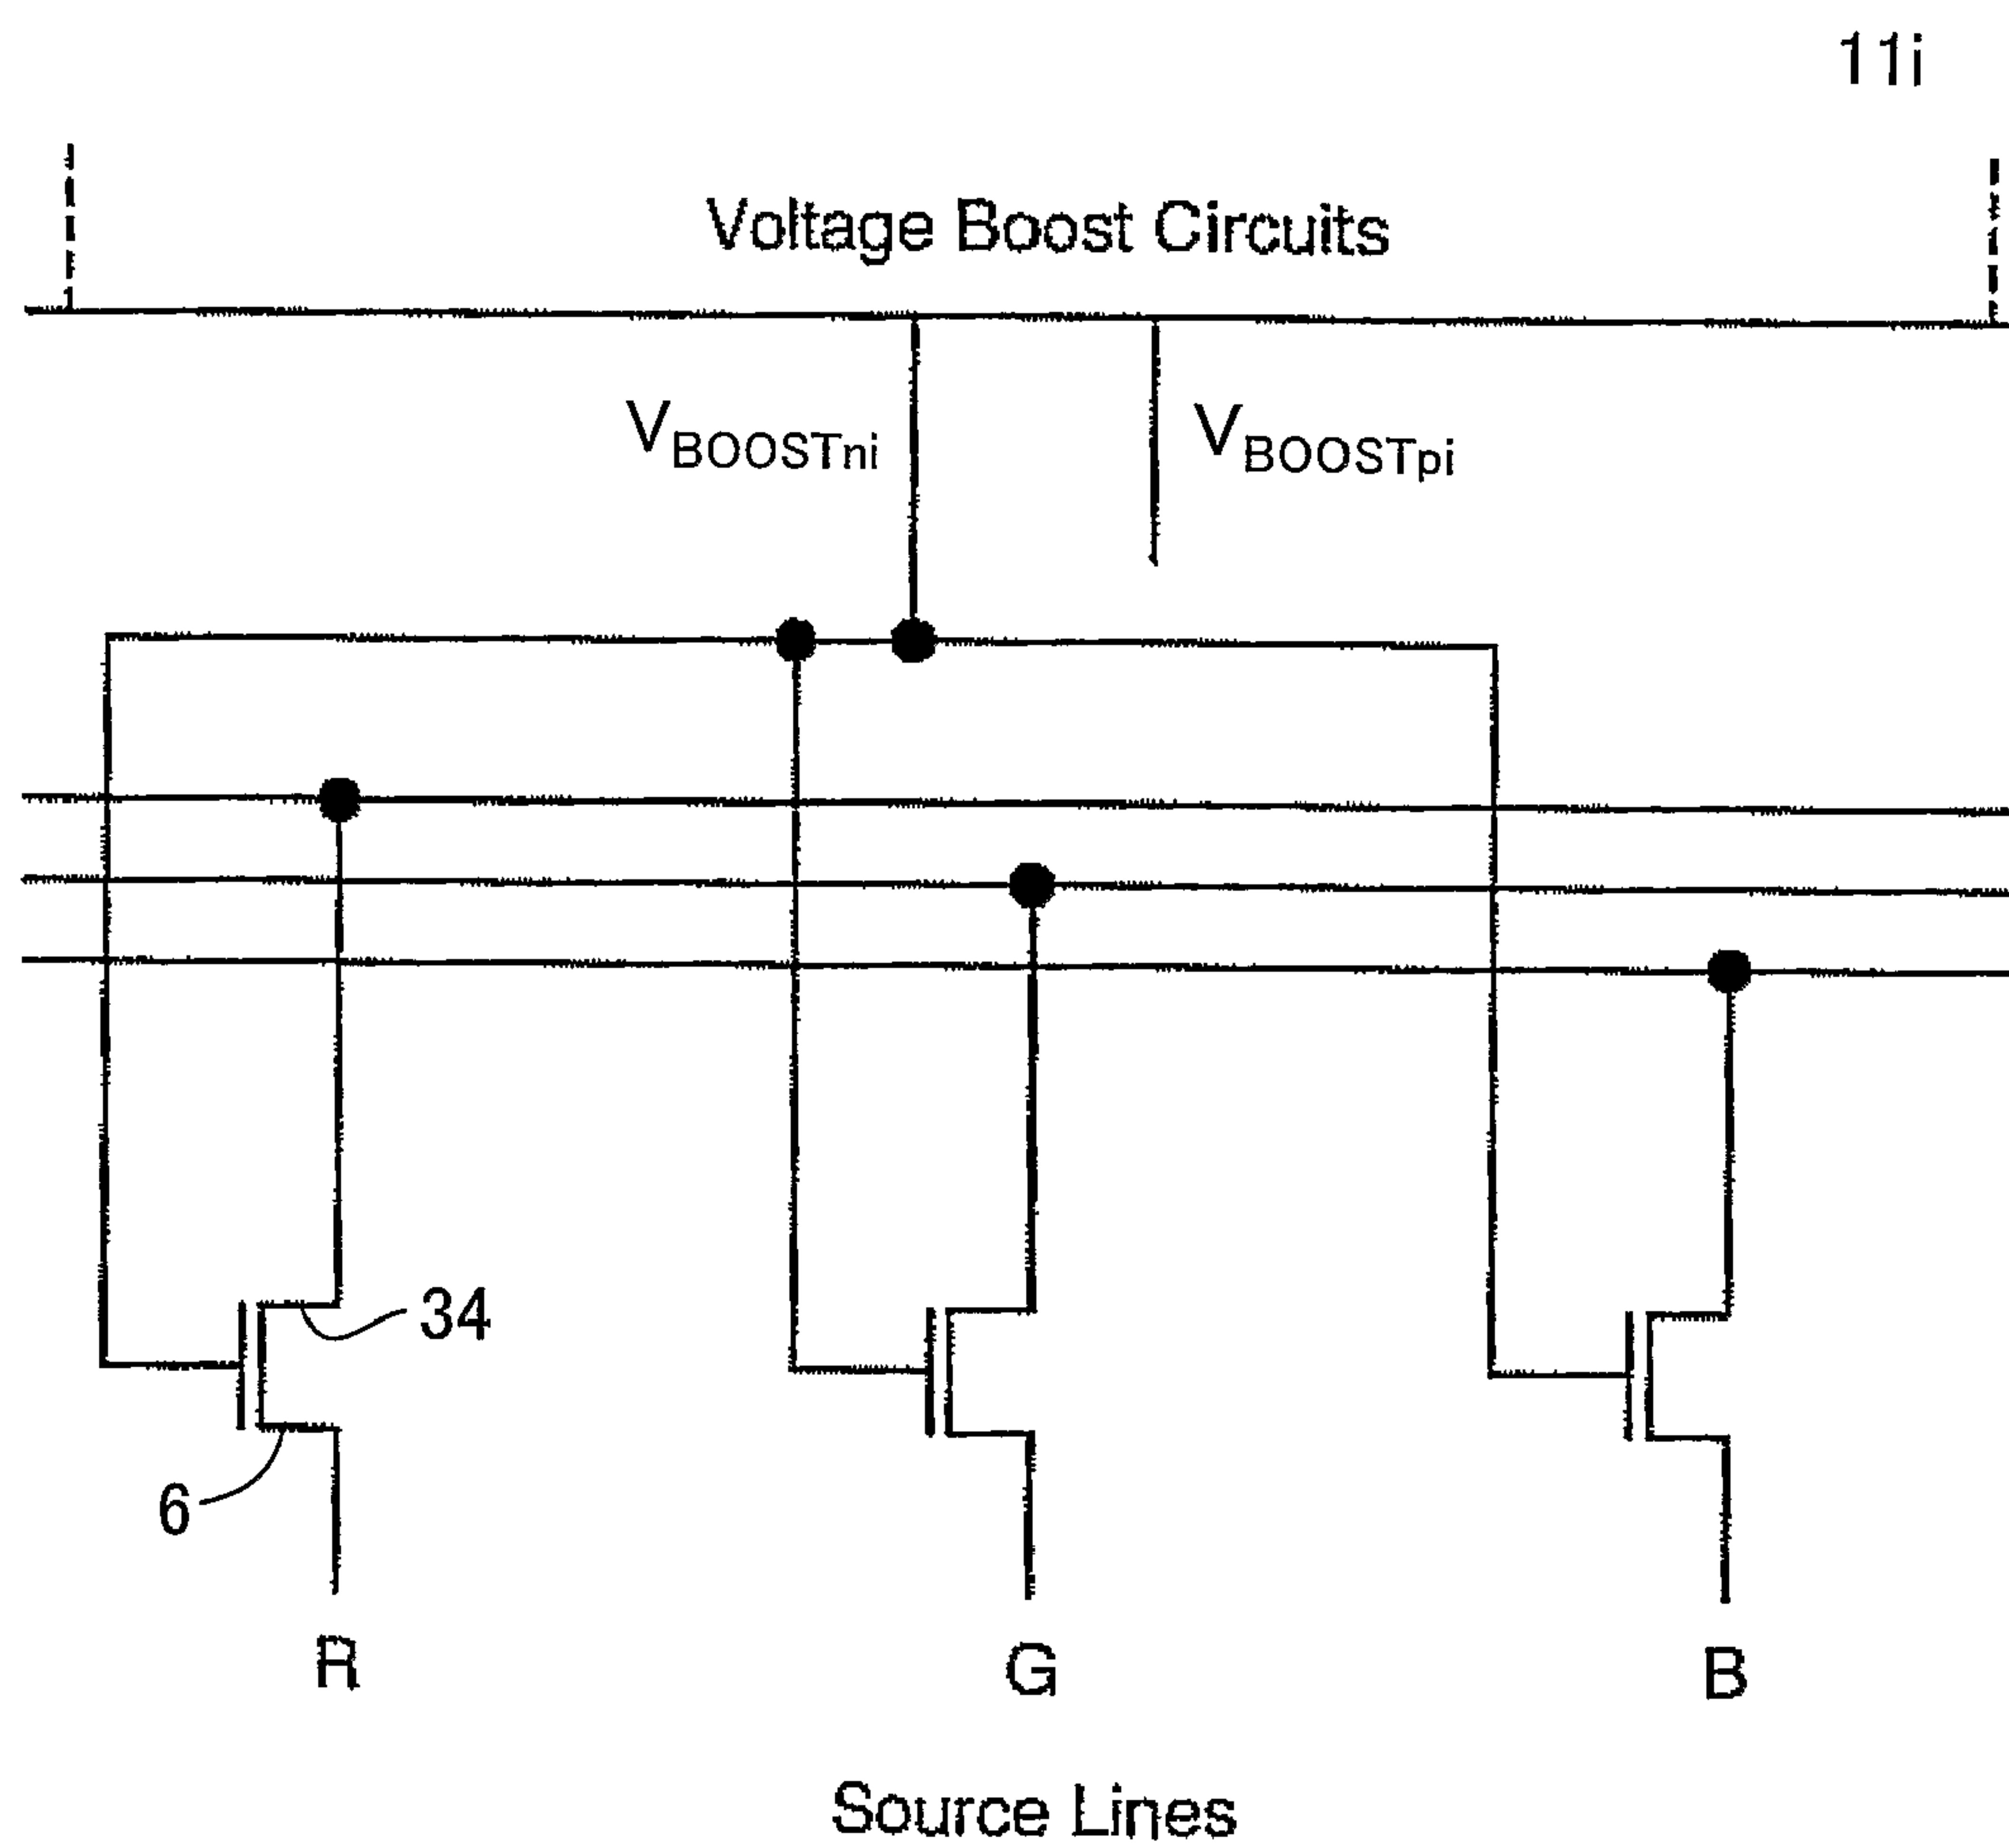 11i
Voltage Boost Circuits
VBOOSTni VBOOSTpi
34
6
R G B
Source Lines